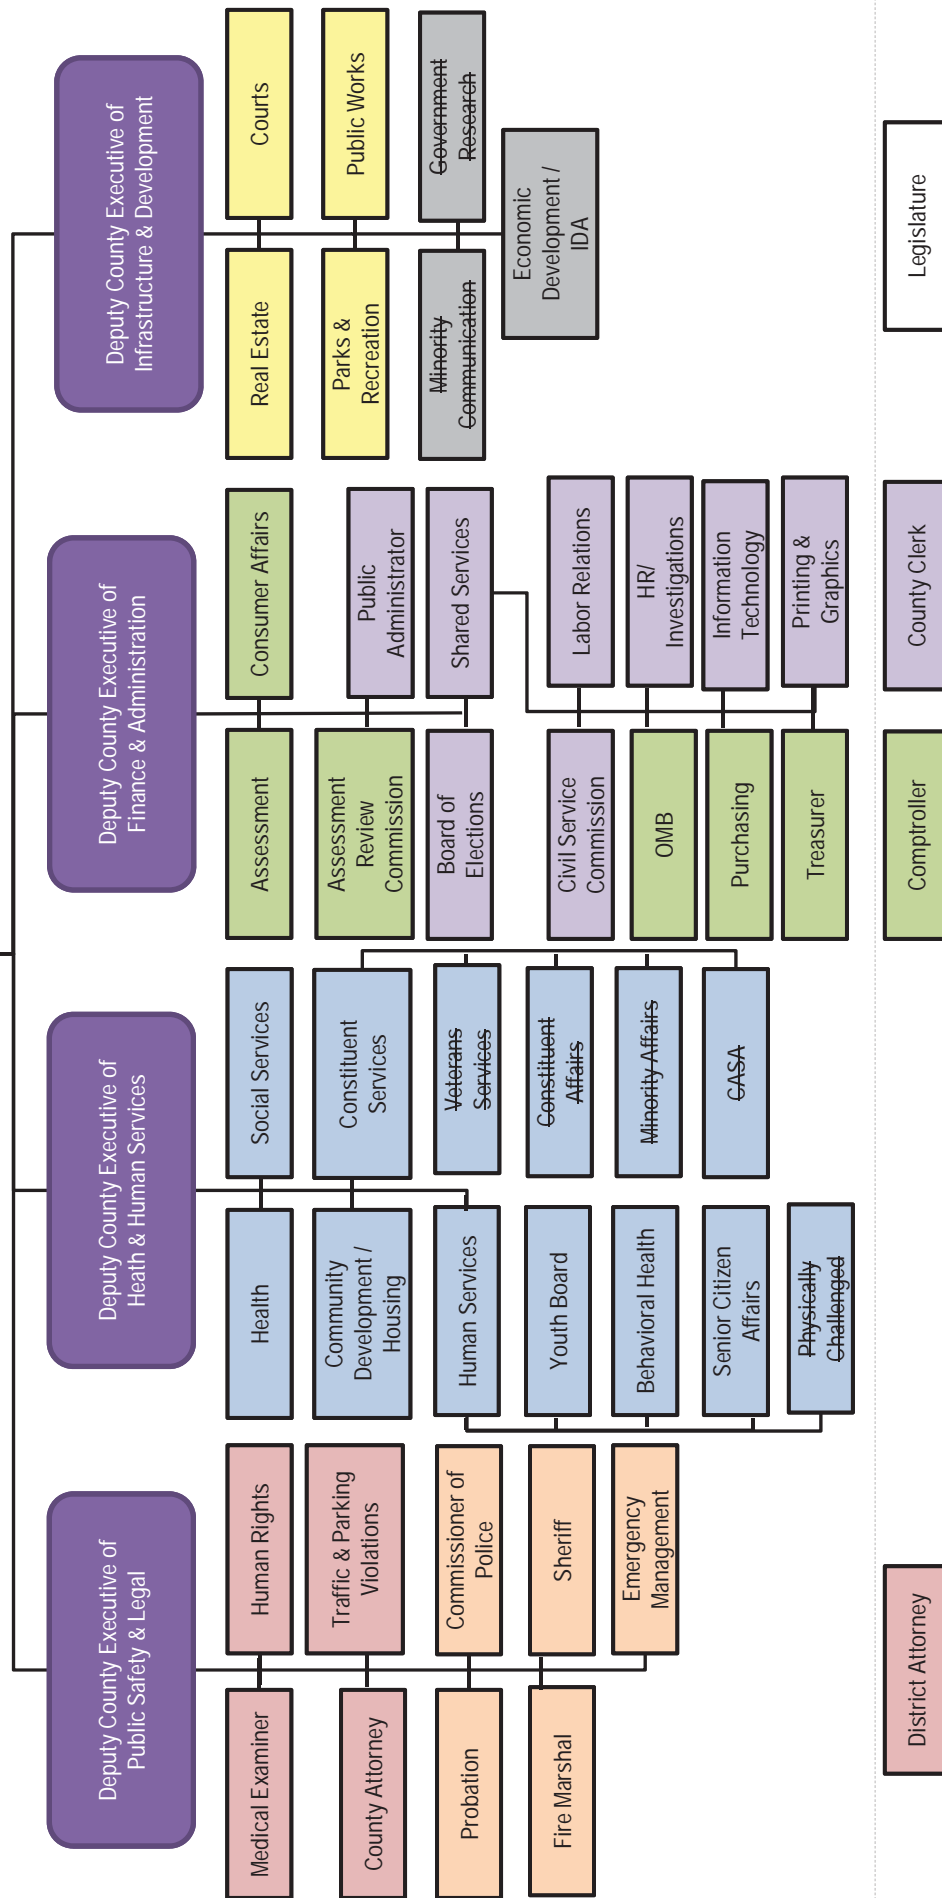 Deputy County Executive of
Public Safety & Legal
Deputy County Executive of
Heath & Human Services
Deputy County Executive of
Finance & Administration
Deputy County Executive of
Infrastructure & Development
Medical Examiner
Human Rights
County Attorney
Traffic & Parking
Violations
Probation
Commissioner of
Police
Fire Marshal
Sheriff
Emergency
Management
Health
Social Services
Community
Development /
Housing
Constituent
Services
Human Services
Veterans
Services
Youth Board
Constituent
Affairs
Behavioral Health
Minority Affairs
Senior Citizen
Affairs
CASA
Physically
Challenged
Assessment
Consumer Affairs
Assessment
Review
Commission
Public
Administrator
Board of
Elections
Shared Services
Civil Service
Commission
Labor Relations
OMB
HR/
Investigations
Purchasing
Information
Technology
Treasurer
Printing &
Graphics
Real Estate
Courts
Parks &
Recreation
Public Works
Minority
Communication
Government
Research
Economic
Development /
IDA
District Attorney
Comptroller
County Clerk
Legislature